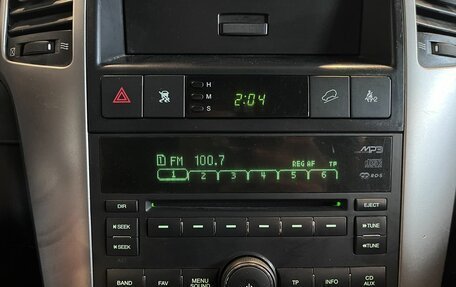 H
M
S
2:04
1 FM 100.7
REG AF TP
1 2 3 4 5 6
MP3
R·D·S
DIR
EJECT
SEEK
TUNE
SEEK
TUNE
BAND
FAV
MENU
SOUND
TP
INFO
CD
AUX